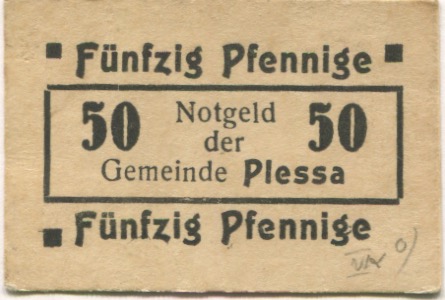 Fünfzig Pfennige
50 Notgeld 50
der
Gemeinde Plessa
Fünfzig Pfennige